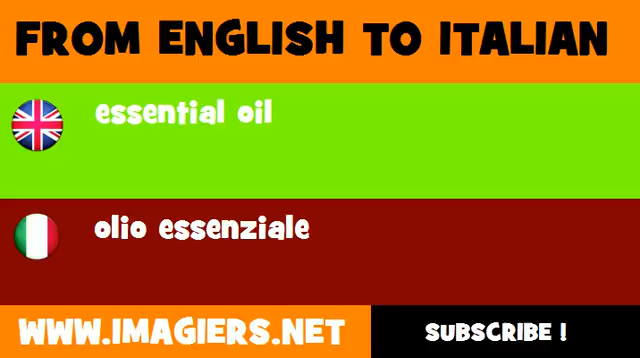 FROM ENGLISH TO ITALIAN
essential oil
olio essenziale
WWW.IMAGIERS.NET
SUBSCRIBE !